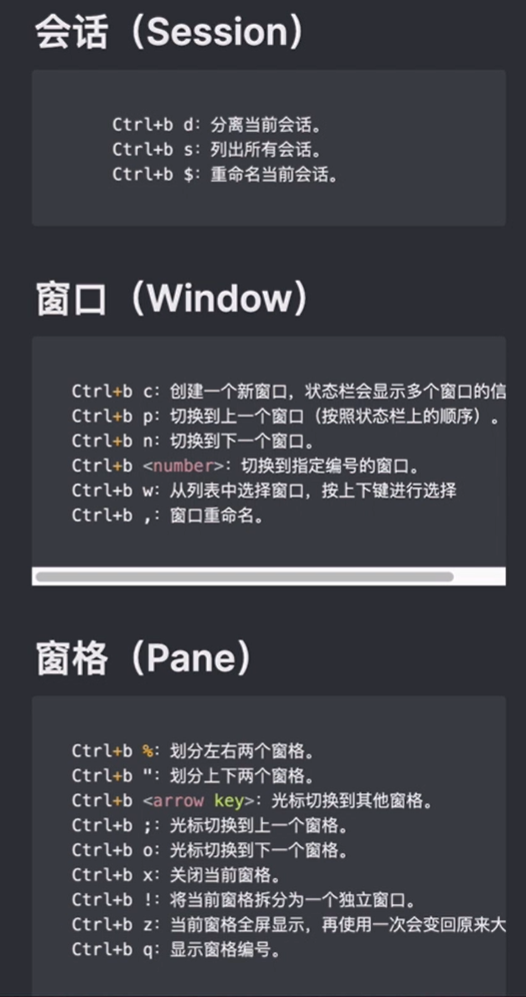 会话（Session）
Ctrl+b d：分离当前会话。
Ctrl+b s：列出所有会话。
Ctrl+b $：重命名当前会话。
窗口（Window）
Ctrl+b c：创建一个新窗口，状态栏会显示多个窗口的信
Ctrl+b p：切换到上一个窗口（按照状态栏上的顺序）。
Ctrl+b n：切换到下一个窗口。
Ctrl+b <number>：切换到指定编号的窗口。
Ctrl+b w：从列表中选择窗口，按上下键进行选择
Ctrl+b ,：窗口重命名。
窗格（Pane）
Ctrl+b %：划分左右两个窗格。
Ctrl+b "：划分上下两个窗格。
Ctrl+b <arrow key>：光标切换到其他窗格。
Ctrl+b ;：光标切换到上一个窗格。
Ctrl+b o：光标切换到下一个窗格。
Ctrl+b x：关闭当前窗格。
Ctrl+b !：将当前窗格拆分为一个独立窗口。
Ctrl+b z：当前窗格全屏显示，再使用一次会变回原来大
Ctrl+b q：显示窗格编号。